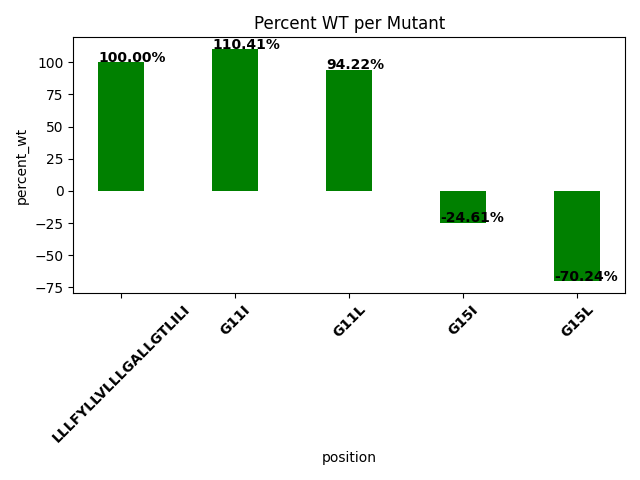 Percent WT per Mutant
percent_wt
100
75
50
25
0
−25
−50
−75
100.00%
110.41%
94.22%
-24.61%
-70.24%
LLLFYLLVLLLGALLGTLILI
G11I
G11L
G15I
G15L
position